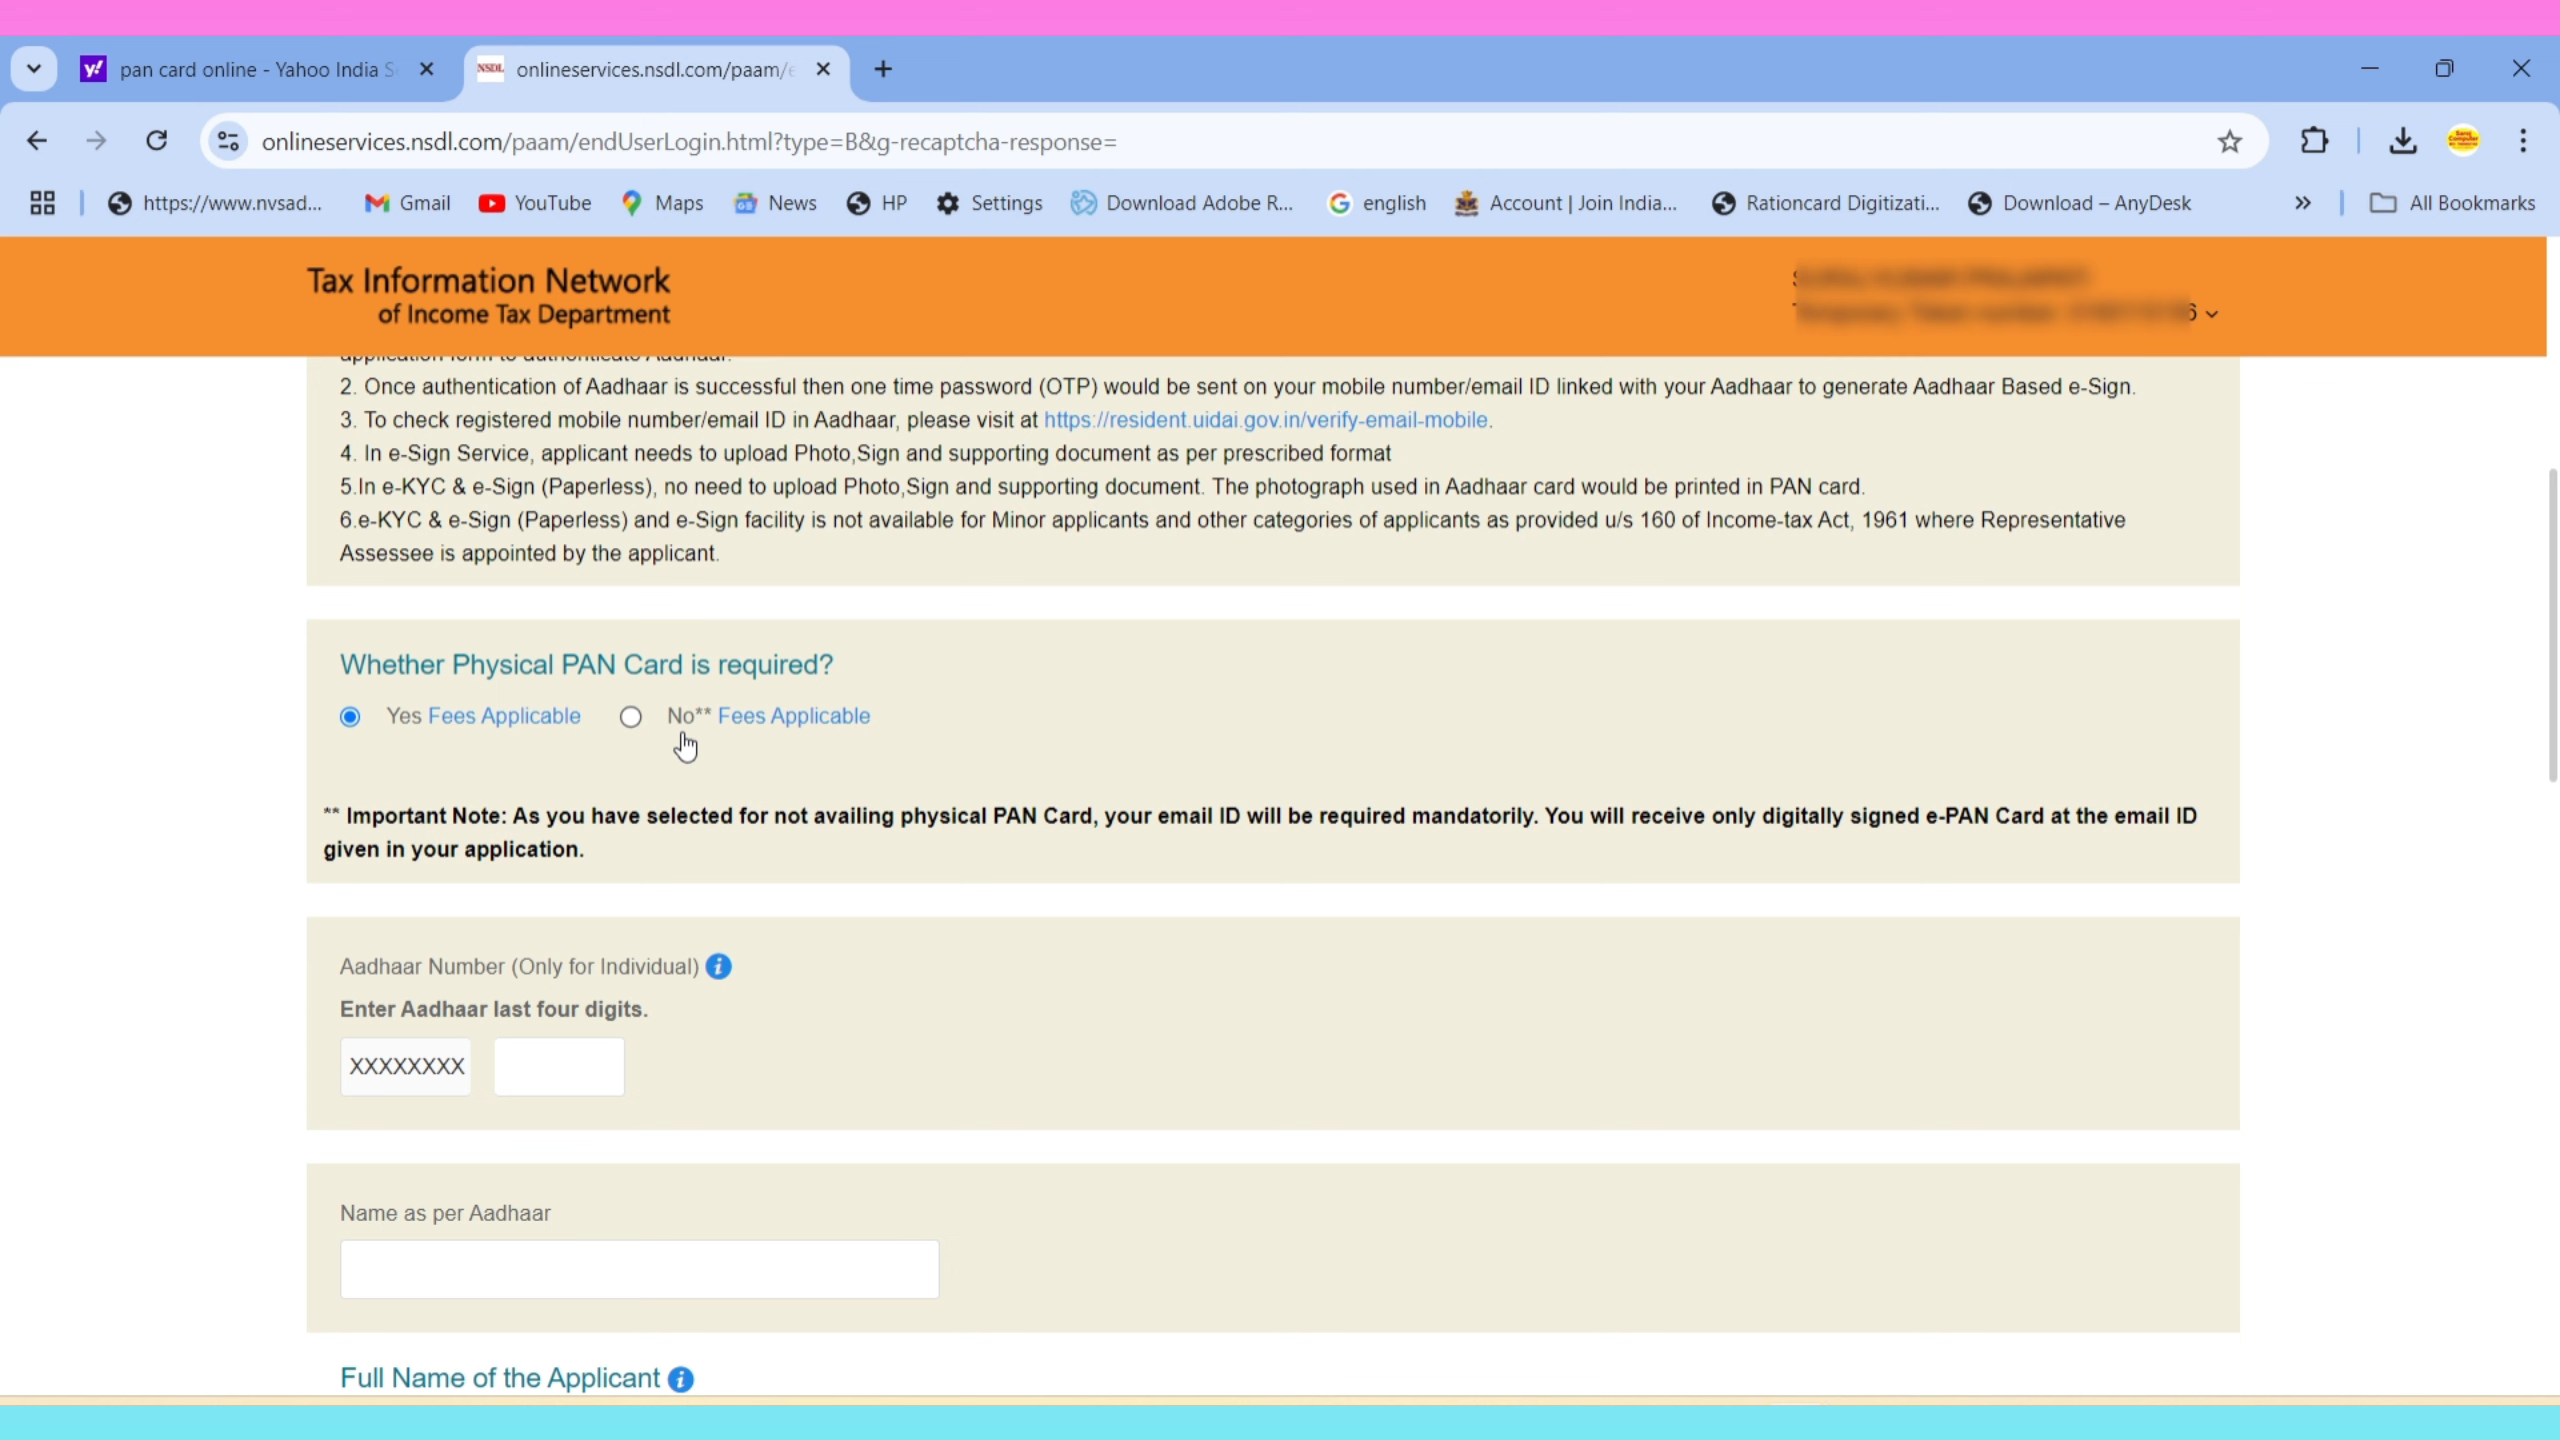 pan card online - Yahoo India S
NSDL onlineservices.nsdl.com/paam/e
onlineservices.nsdl.com/paam/endUserLogin.html?type=B&g-recaptcha-response=
https://www.nvsad... Gmail YouTube Maps News HP Settings Download Adobe R... english Account | Join India... Rationcard Digitizati... Download – AnyDesk » All Bookmarks
Tax Information Network
of Income Tax Department
application form to authenticate Aadhaar.
2. Once authentication of Aadhaar is successful then one time password (OTP) would be sent on your mobile number/email ID linked with your Aadhaar to generate Aadhaar Based e-Sign.
3. To check registered mobile number/email ID in Aadhaar, please visit at https://resident.uidai.gov.in/verify-email-mobile.
4. In e-Sign Service, applicant needs to upload Photo,Sign and supporting document as per prescribed format
5.In e-KYC & e-Sign (Paperless), no need to upload Photo,Sign and supporting document. The photograph used in Aadhaar card would be printed in PAN card.
6.e-KYC & e-Sign (Paperless) and e-Sign facility is not available for Minor applicants and other categories of applicants as provided u/s 160 of Income-tax Act, 1961 where Representative
Assessee is appointed by the applicant.
Whether Physical PAN Card is required?
Yes Fees Applicable No** Fees Applicable
** Important Note: As you have selected for not availing physical PAN Card, your email ID will be required mandatorily. You will receive only digitally signed e-PAN Card at the email ID
given in your application.
Aadhaar Number (Only for Individual)
Enter Aadhaar last four digits.
XXXXXXXX
Name as per Aadhaar
Full Name of the Applicant